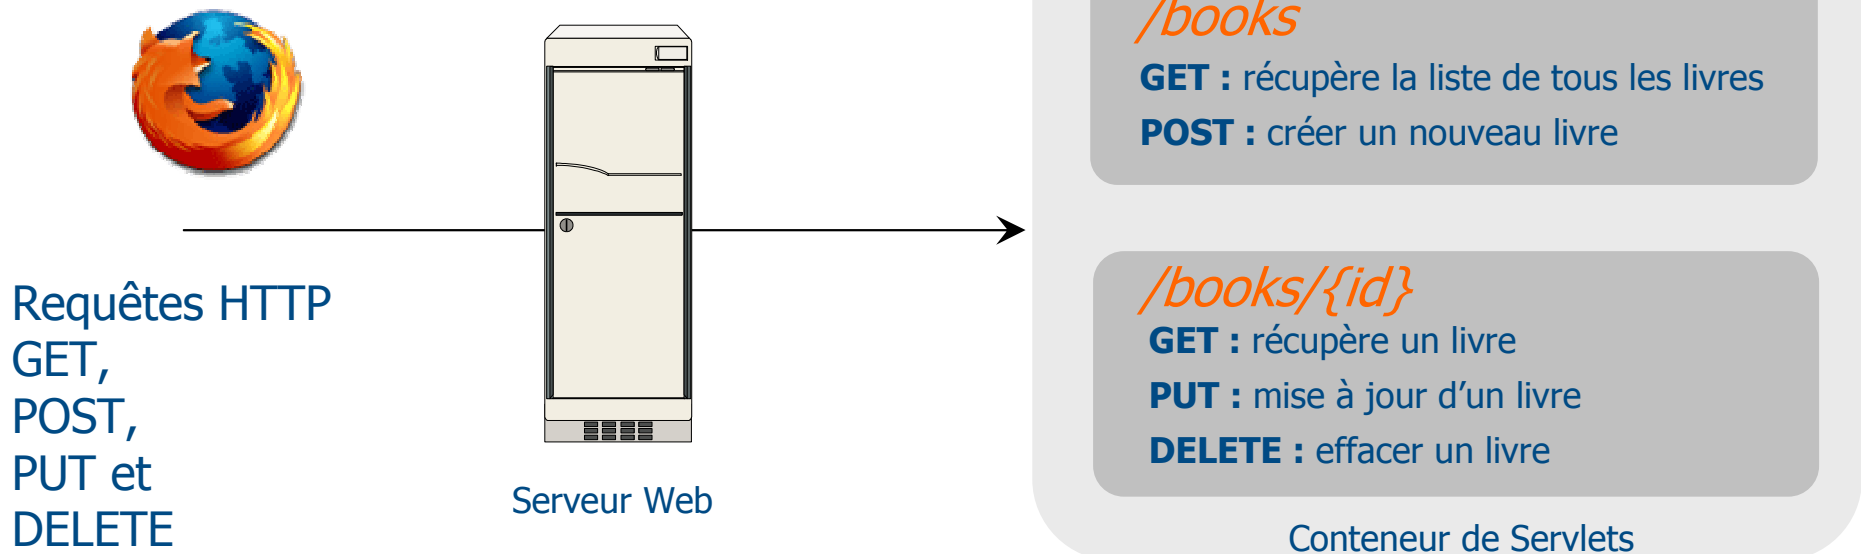 Requêtes HTTP
GET,
POST,
PUT et
DELETE
Serveur Web
/books
GET : récupère la liste de tous les livres
POST : créer un nouveau livre
/books/{id}
GET : récupère un livre
PUT : mise à jour d’un livre
DELETE : effacer un livre
Conteneur de Servlets